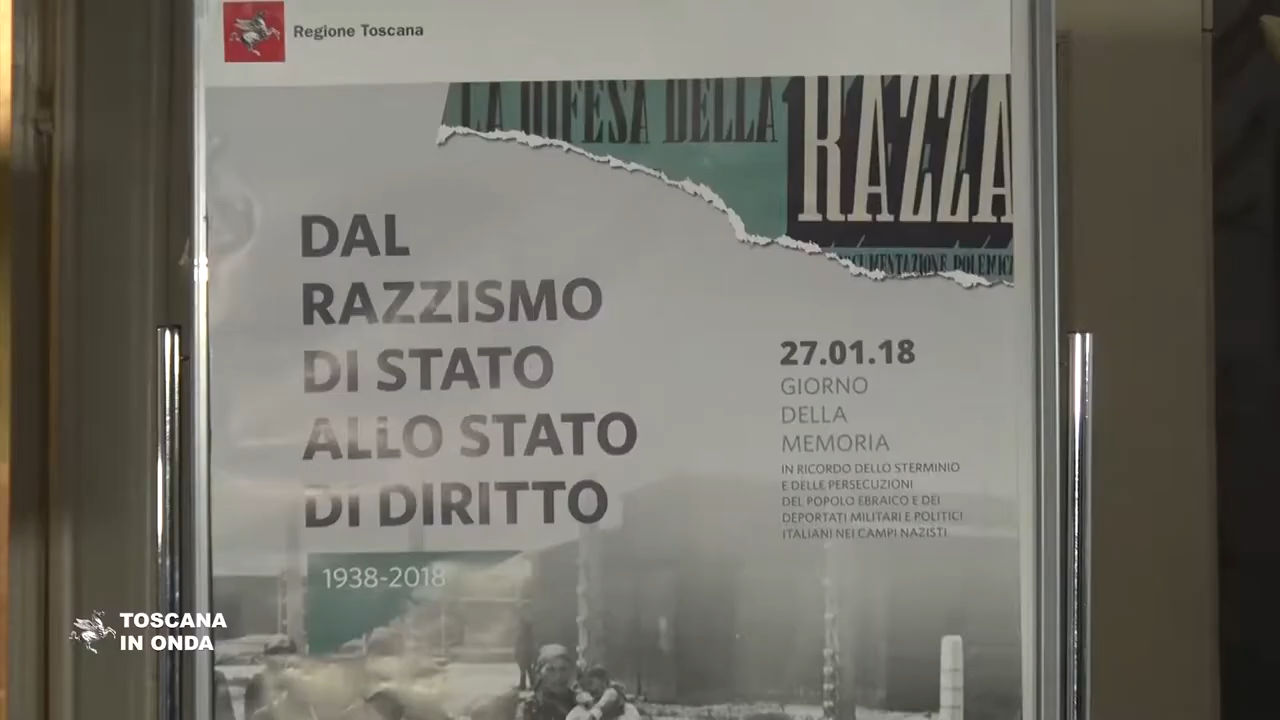 Regione Toscana
LA DIFESA DELLA
RAZZA
DOCUMENTAZIONE POLEMIC
DAL
RAZZISMO
DI STATO
ALLO STATO
DI DIRITTO
1938-2018
27.01.18
GIORNO
DELLA
MEMORIA
IN RICORDO DELLO STERMINIO
E DELLE PERSECUZIONI
DEL POPOLO EBRAICO E DEI
DEPORTATI MILITARI E POLITICI
ITALIANI NEI CAMPI NAZISTI
TOSCANA
IN ONDA